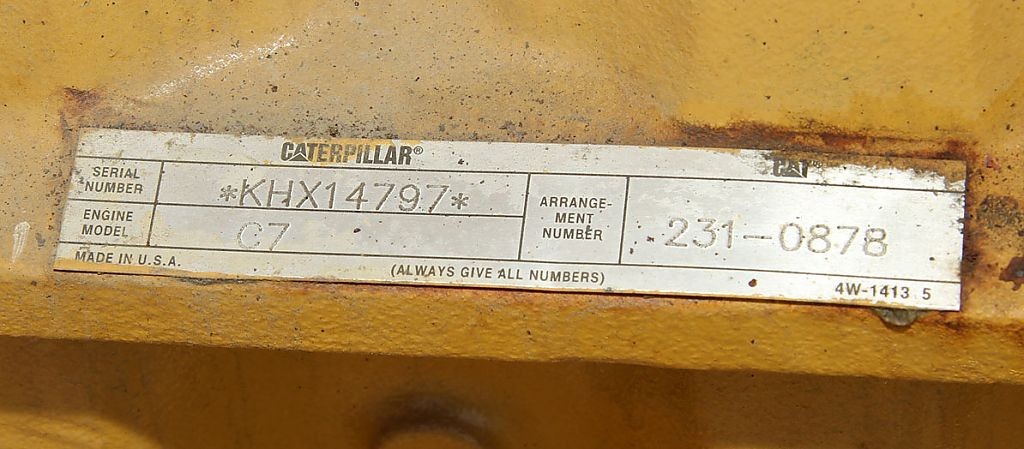 CATERPILLAR®
CAT
SERIAL
NUMBER
*KHX14797*
ENGINE
MODEL
C7
ARRANGE-
MENT
NUMBER
231-0878
MADE IN U.S.A.
(ALWAYS GIVE ALL NUMBERS)
4W-1413 5